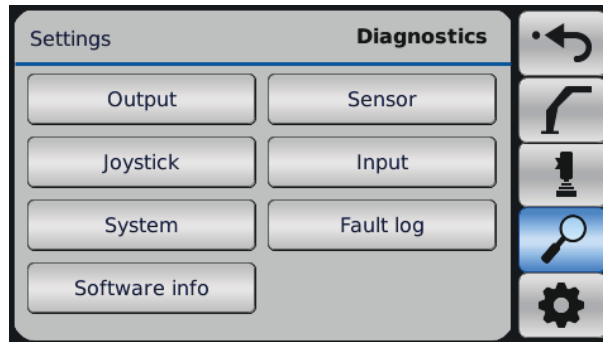 Settings
Diagnostics
Output
Sensor
Joystick
Input
System
Fault log
Software info